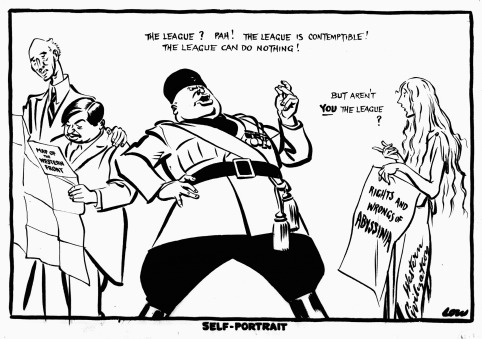 THE LEAGUE? PAH! THE LEAGUE IS CONTEMPTIBLE!
THE LEAGUE CAN DO NOTHING!
BUT AREN'T
YOU THE LEAGUE
?
MAP OF
THE
WESTERN
FRONT
RIGHTS AND
WRONGS OF
ABYSSINIA
Western
Civilisation
LOW
SELF-PORTRAIT